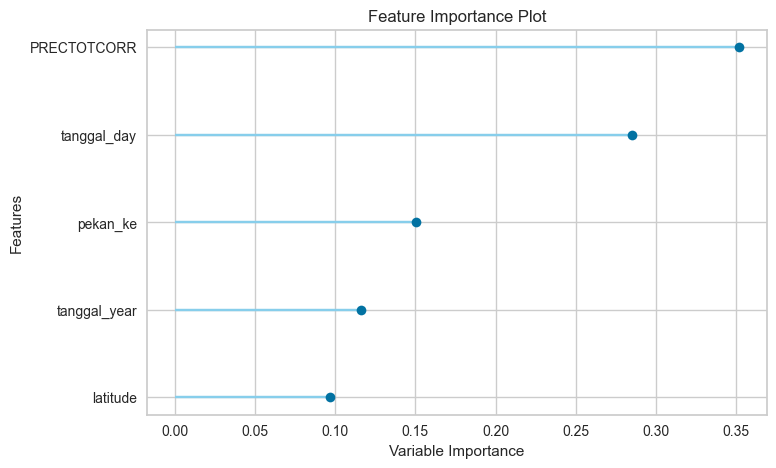 Feature Importance Plot
PRECTOTCORR
tanggal_day
pekan_ke
tanggal_year
latitude
Features
0.00 0.05 0.10 0.15 0.20 0.25 0.30 0.35
Variable Importance